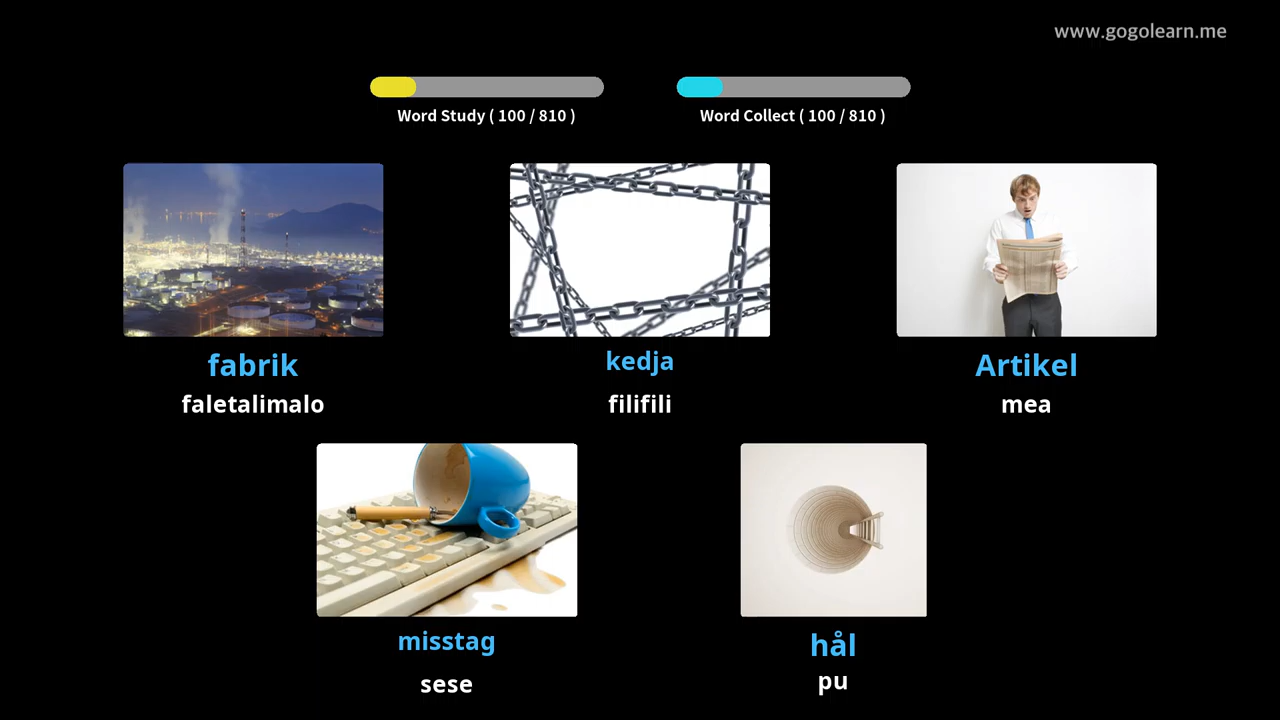 www.gogolearn.me
Word Study ( 100 / 810 )
Word Collect ( 100 / 810 )
fabrik
faletalimalo
kedja
filifili
Artikel
mea
misstag
sese
hål
pu